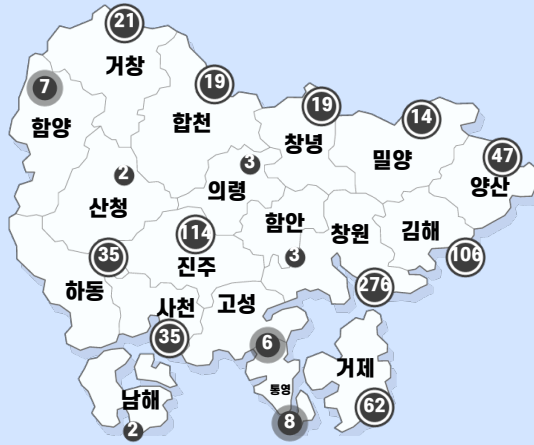 21
거창
7
함양
19
합천
19
창녕
14
밀양
47
양산
2
산청
3
의령
114
진주
함안
3
창원
276
김해
106
35
하동
사천
35
고성
6
통영
8
거제
62
남해
2